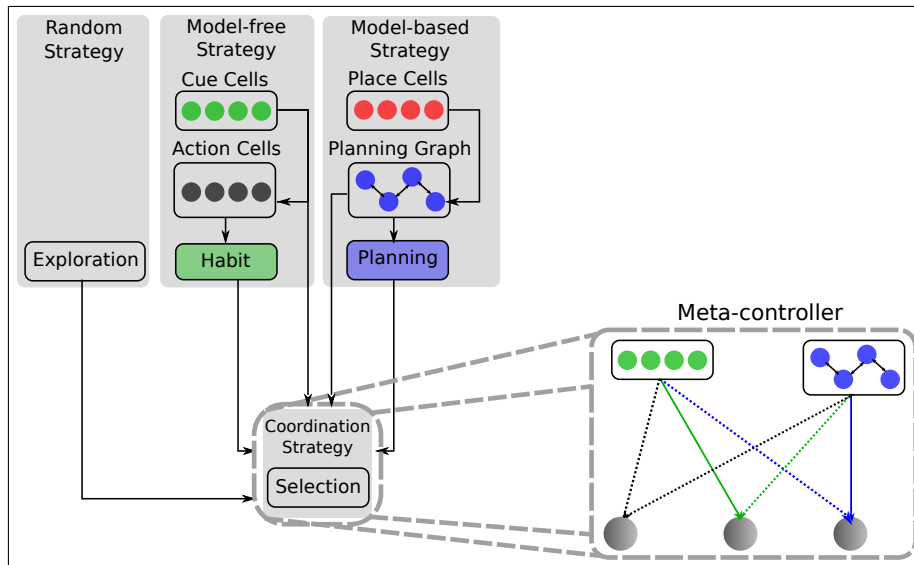 Random
Strategy
Model-free
Strategy
Model-based
Strategy
Cue Cells
Place Cells
Action Cells
Planning Graph
Exploration
Habit
Planning
Meta-controller
Coordination
Strategy
Selection